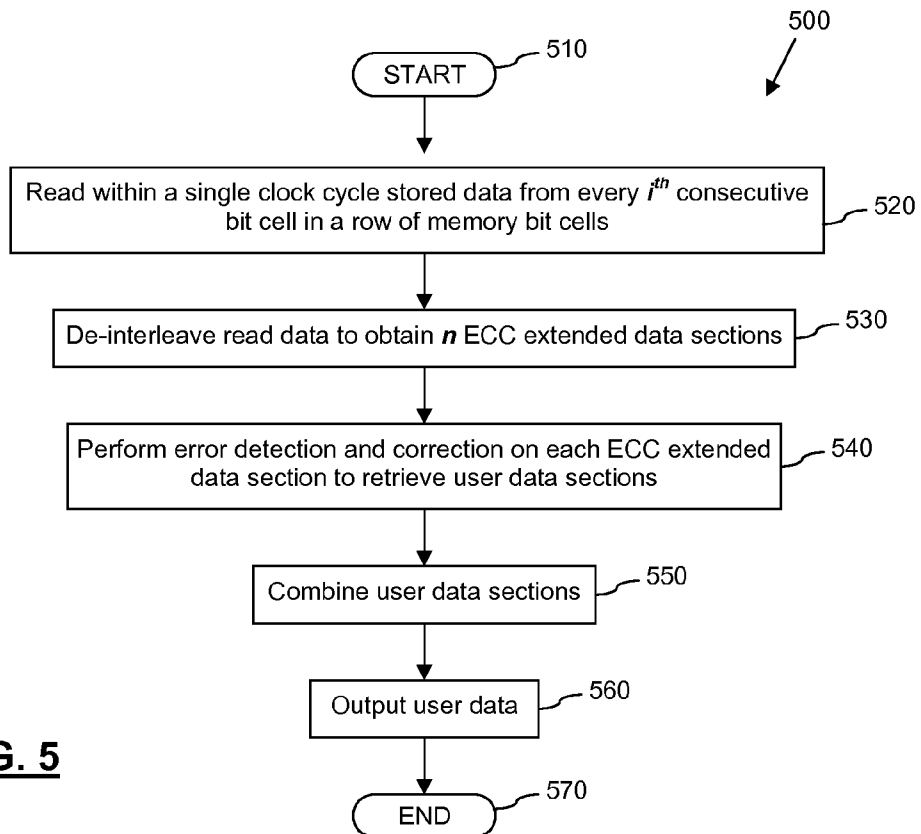 500
510
START
Read within a single clock cycle stored data from every i^th consecutive
bit cell in a row of memory bit cells
520
De-interleave read data to obtain n ECC extended data sections
530
Perform error detection and correction on each ECC extended
data section to retrieve user data sections
540
Combine user data sections
550
Output user data
560
G. 5
END
570